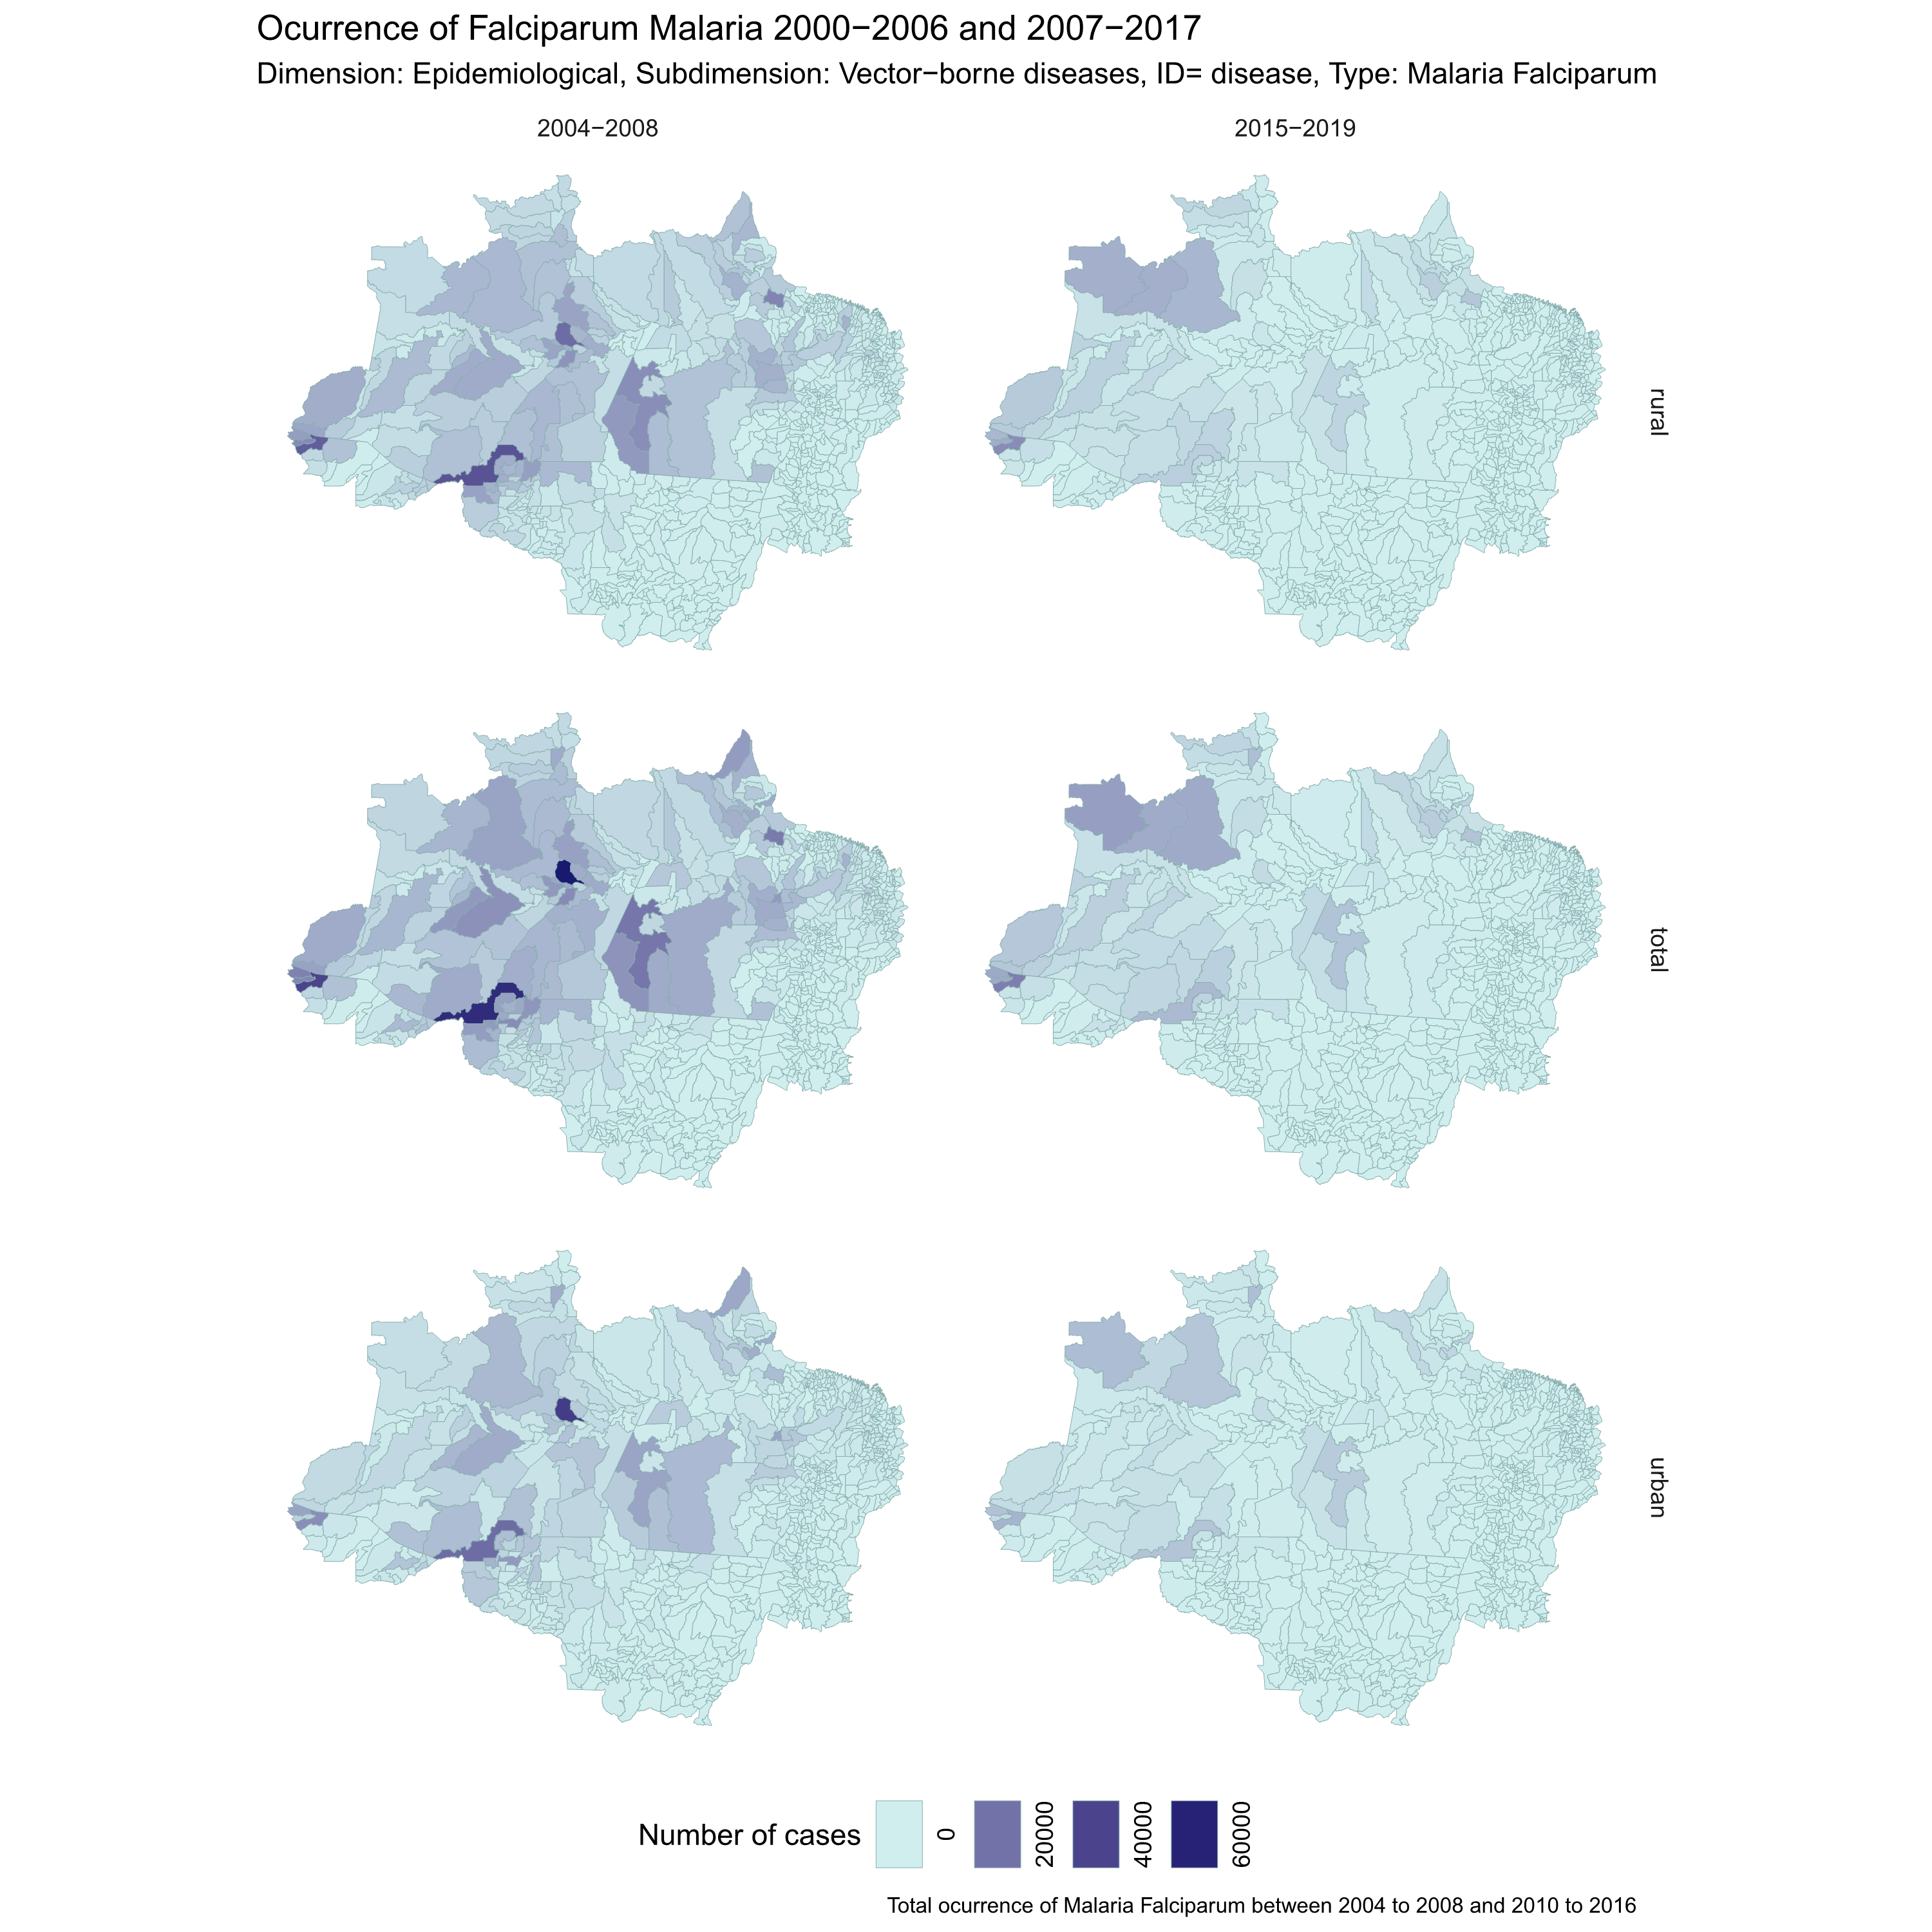 Ocurrence of Falciparum Malaria 2000−2006 and 2007−2017
Dimension: Epidemiological, Subdimension: Vector−borne diseases, ID= disease, Type: Malaria Falciparum
2004−2008
2015−2019
rural
total
urban
Number of cases
0
20000
40000
60000
Total ocurrence of Malaria Falciparum between 2004 to 2008 and 2010 to 2016